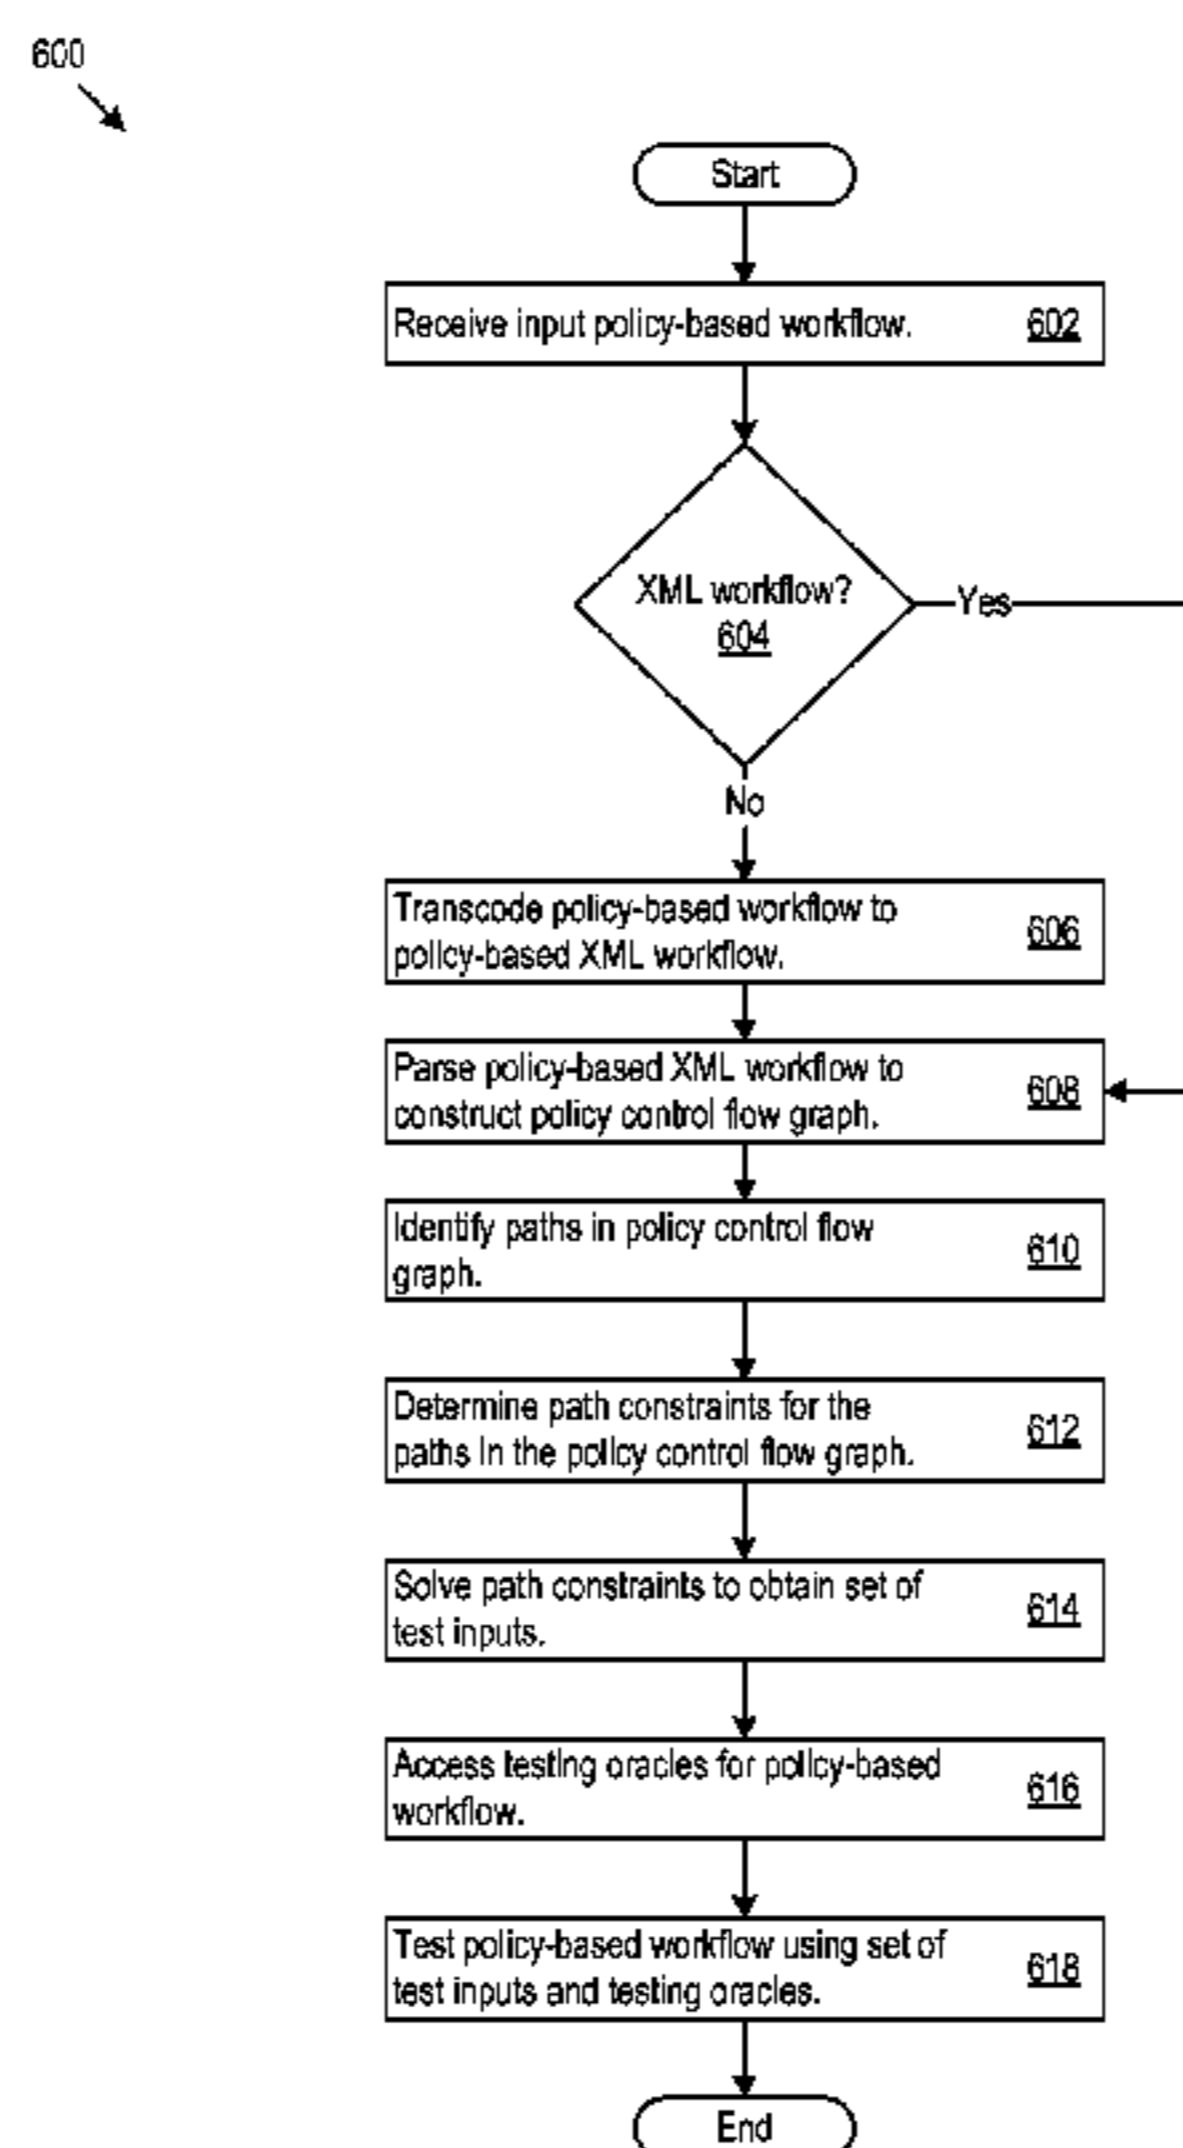 600
Start
Receive input policy-based workflow. 602
XML workflow?
604
Yes
No
Transcode policy-based workflow to
policy-based XML workflow.
606
Parse policy-based XML workflow to
construct policy control flow graph.
608
Identify paths in policy control flow
graph.
610
Determine path constraints for the
paths in the policy control flow graph.
612
Solve path constraints to obtain set of
test inputs.
614
Access testing oracles for policy-based
workflow.
616
Test policy-based workflow using set of
test inputs and testing oracles.
618
End